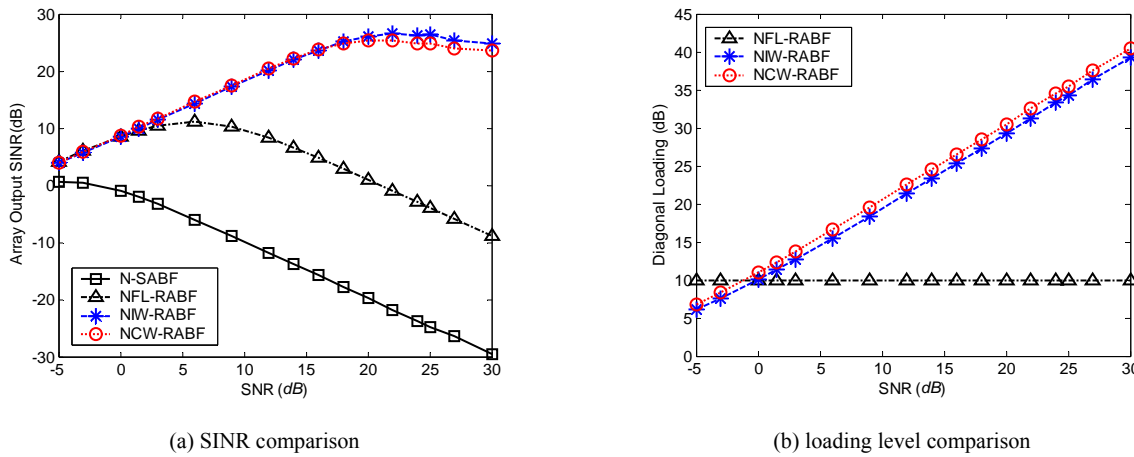 Array Output SINR(dB)
30
20
10
0
-10
-20
-30
-5
0
5
10
15
20
25
30
SNR (dB)
N-SABF
NFL-RABF
NIW-RABF
NCW-RABF
(a) SINR comparison
Diagonal Loading (dB)
45
40
35
30
25
20
15
10
5
0
-5
0
5
10
15
20
25
30
SNR (dB)
NFL-RABF
NIW-RABF
NCW-RABF
(b) loading level comparison